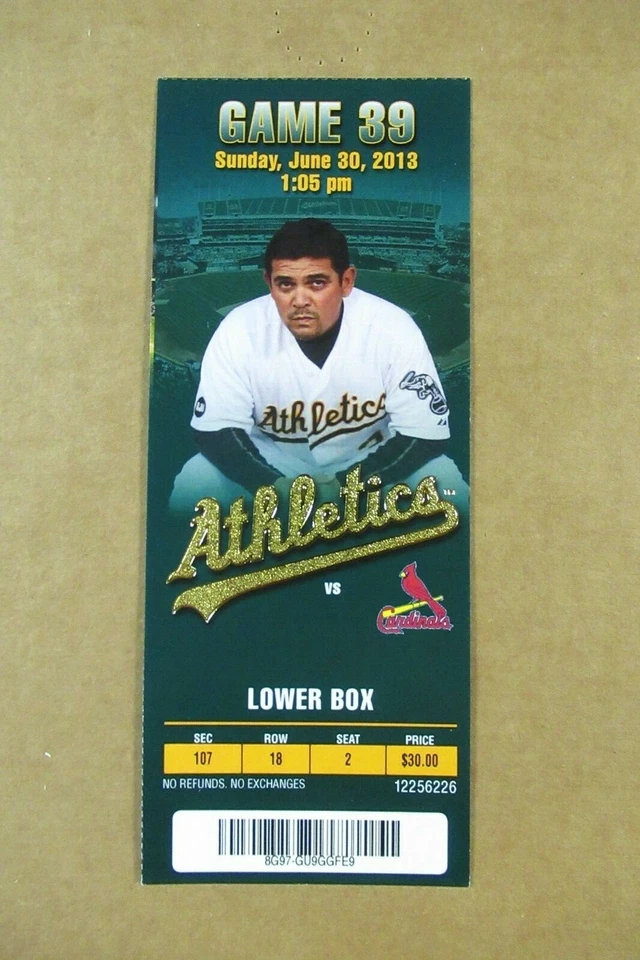 GAME 39
Sunday, June 30, 2013
1:05 pm
Athletics
Athletics
vs
Cardinals
LOWER BOX
SEC ROW SEAT PRICE
107 18 2 $30.00
NO REFUNDS. NO EXCHANGES 12256226
8G97-GU9GGFE9